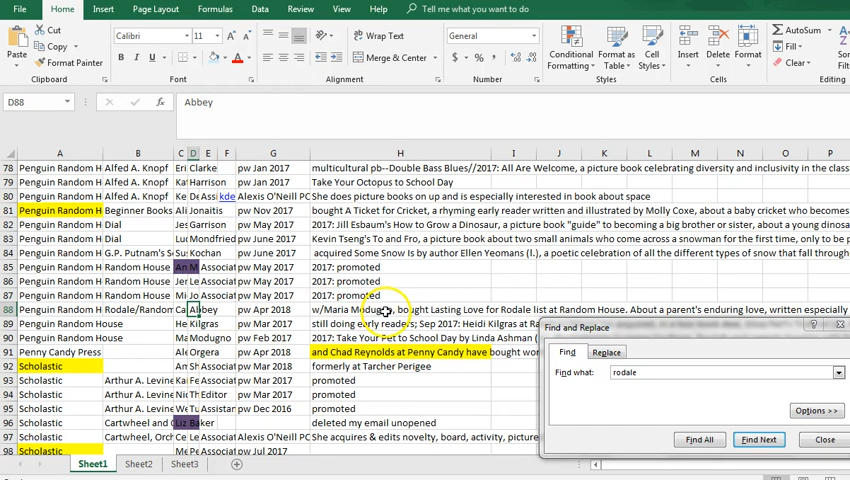 File Home Insert Page Layout Formulas Data Review View Help Tell me what you want to do
Cut
Copy
Format Painter
Paste
Clipboard
Calibri 11
B I U
Font
Wrap Text
Merge & Center
Alignment
General
$ % ,
Number
Conditional Formatting
Format as Table
Cell Styles
Styles
Insert Delete Format
Cells
AutoSum
Fill
Clear
D88 fx Abbey
A B C D E F G H I J K L M N O P
78 Penguin Random H Alfed A. Knopf Eri Clarke pw Jan 2017 multicultural pb--Double Bass Blues//2017: All Are Welcome, a picture book celebrating diversity and inclusivity in the class
79 Penguin Random H Alfed A. Knopf Kat Harrison pw Jan 2017 Take Your Octopus to School Day
80 Penguin Random H Alfed A. Knopf Ke De Assi kde Alexis O'Neill PC She does picture books on up and is especially interested in book about space
81 Penguin Random H Beginner Books Ali Jonaitis pw Nov 2017 bought A Ticket for Cricket, a rhyming early reader written and illustrated by Molly Coxe, about a baby cricket who becomes
82 Penguin Random H Dial Jes Garrison pw May 2017 2017: Jill Esbaum's How to Grow a Dinosaur, a picture book "guide" to becoming a big brother or sister, about a young dinosa
83 Penguin Random H Dial Luc Mondfried pw June 2017 Kevin Tseng's To and Fro, a picture book about two small animals who come across a snowman for the first time, only to be p
84 Penguin Random H G.P. Putnam's S Su Kochan pw June 2017 acquired Some Snow Is by author Ellen Yeomans (l.), a poetic celebration of all the different types of snow that fall through
85 Penguin Random H Random House An M Associat pw May 2017 2017: promoted
86 Penguin Random H Random House Jer Le Associat pw May 2017 2017: promoted
87 Penguin Random H Random House Mi Jo Associat pw May 2017 2017: promoted
88 Penguin Random H Rodale/Random Ca Abbey pw Apr 2018 w/Maria Modugno, bought Lasting Love for Rodale list at Random House. About a parent's enduring love, written especially
89 Penguin Random House He Kilgras pw Mar 2017 still doing early readers; Sep 2017: Heidi Kilgras at Ra
90 Penguin Random House Ma Modugno pw Feb 2017 2017: Take Your Pet to School Day by Linda Ashman (
91 Penny Candy Press Ale Orgera pw Apr 2018 and Chad Reynolds at Penny Candy have bought wor
92 Scholastic Am Sh Associat pw Mar 2018 formerly at Tarcher Perigee
93 Scholastic Arthur A. Levine Ke Fe Associat pw Mar 2018 promoted
94 Scholastic Arthur A. Levine Nic Th Editor pw Mar 2018 promoted
95 Scholastic Arthur A. Levine We Tu Assistan pw Dec 2016 promoted
96 Scholastic Cartwheel and C Liz Baker deleted my email unopened
97 Scholastic Cartwheel, Orch Ce Le Associat Alexis O'Neill PC She acquires & edits novelty, board, activity, picture
98 Scholastic Me Pe Associat pw Jul 2017
Find and Replace ? X
Find Replace
Find what: rodale
Options >>
Find All Find Next Close
Sheet1 Sheet2 Sheet3